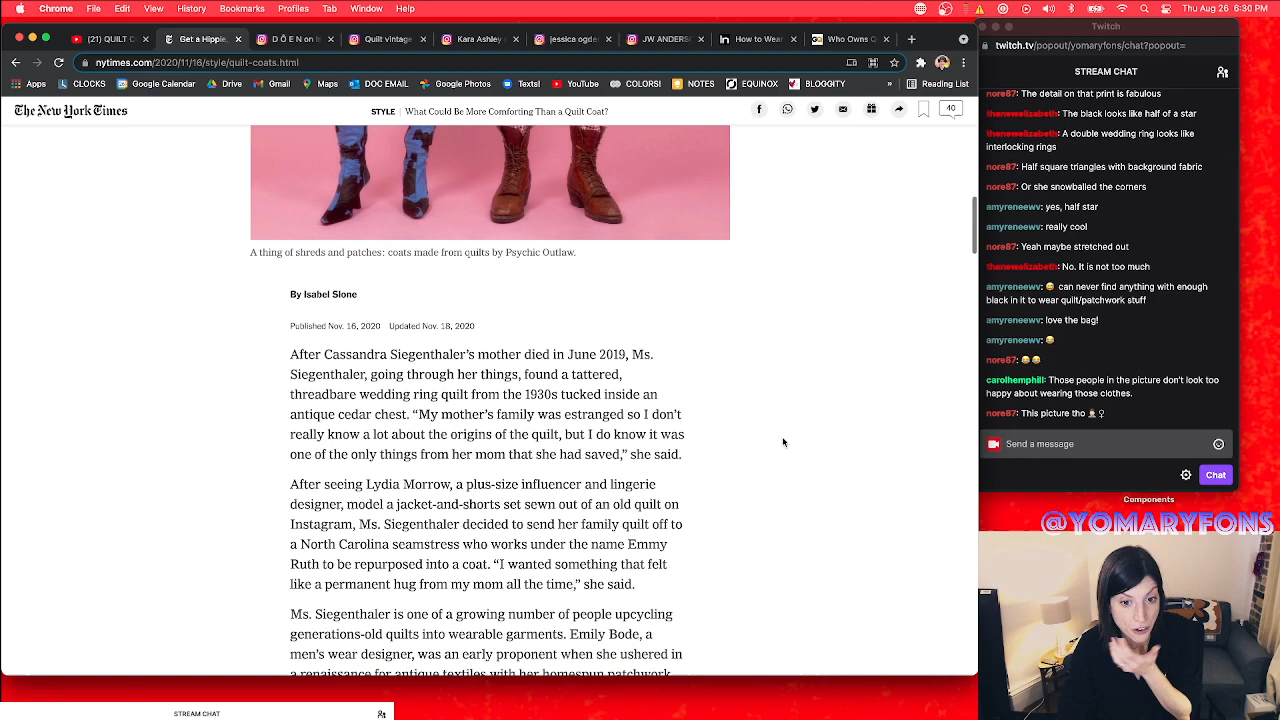 Chrome File Edit View History Bookmarks Profiles Tab Window Help
Thu Aug 26 6:30 PM
[21] QUILT C
Get a Hippie,
D Ō E N on In
Quilt vintage
Kara Ashley
jessica ogde
JW ANDERS
How to Wear
Who Owns Q
nytimes.com/2020/11/16/style/quilt-coats.html
Apps CLOCKS Google Calendar Drive Gmail Maps DOC EMAIL Google Photos Texts! YouTube COLORS! NOTES EQUINOX BLOGGITY » Reading List
The New York Times
STYLE | What Could Be More Comforting Than a Quilt Coat?
40
A thing of shreds and patches: coats made from quilts by Psychic Outlaw.
By Isabel Slone
Published Nov. 16, 2020 Updated Nov. 18, 2020
After Cassandra Siegenthaler’s mother died in June 2019, Ms.
Siegenthaler, going through her things, found a tattered,
threadbare wedding ring quilt from the 1930s tucked inside an
antique cedar chest. “My mother’s family was estranged so I don’t
really know a lot about the origins of the quilt, but I do know it was
one of the only things from her mom that she had saved,” she said.
After seeing Lydia Morrow, a plus-size influencer and lingerie
designer, model a jacket-and-shorts set sewn out of an old quilt on
Instagram, Ms. Siegenthaler decided to send her family quilt off to
a North Carolina seamstress who works under the name Emmy
Ruth to be repurposed into a coat. “I wanted something that felt
like a permanent hug from my mom all the time,” she said.
Ms. Siegenthaler is one of a growing number of people upcycling
generations-old quilts into wearable garments. Emily Bode, a
men’s wear designer, was an early proponent when she ushered in
a renaissance for antique textiles with her homespun patchwork
Twitch
twitch.tv/popout/yomaryfons/chat?popout=
STREAM CHAT
nore87: The detail on that print is fabulous
thenewelizabeth: The black looks like half of a star
thenewelizabeth: A double wedding ring looks like
interlocking rings
nore87: Half square triangles with background fabric
nore87: Or she snowballed the corners
amyreneewv: yes, half star
amyreneewv: really cool
nore87: Yeah maybe stretched out
thenewelizabeth: No. It is not too much
amyreneewv: 😄 can never find anything with enough
black in it to wear quilt/patchwork stuff
amyreneewv: love the bag!
amyreneewv: 😂
nore87: 😂😂
carolhemphill: Those people in the picture don't look too
happy about wearing those clothes.
nore87: This picture tho
Send a message
Chat
Components
@YOMARYFONS
STREAM CHAT